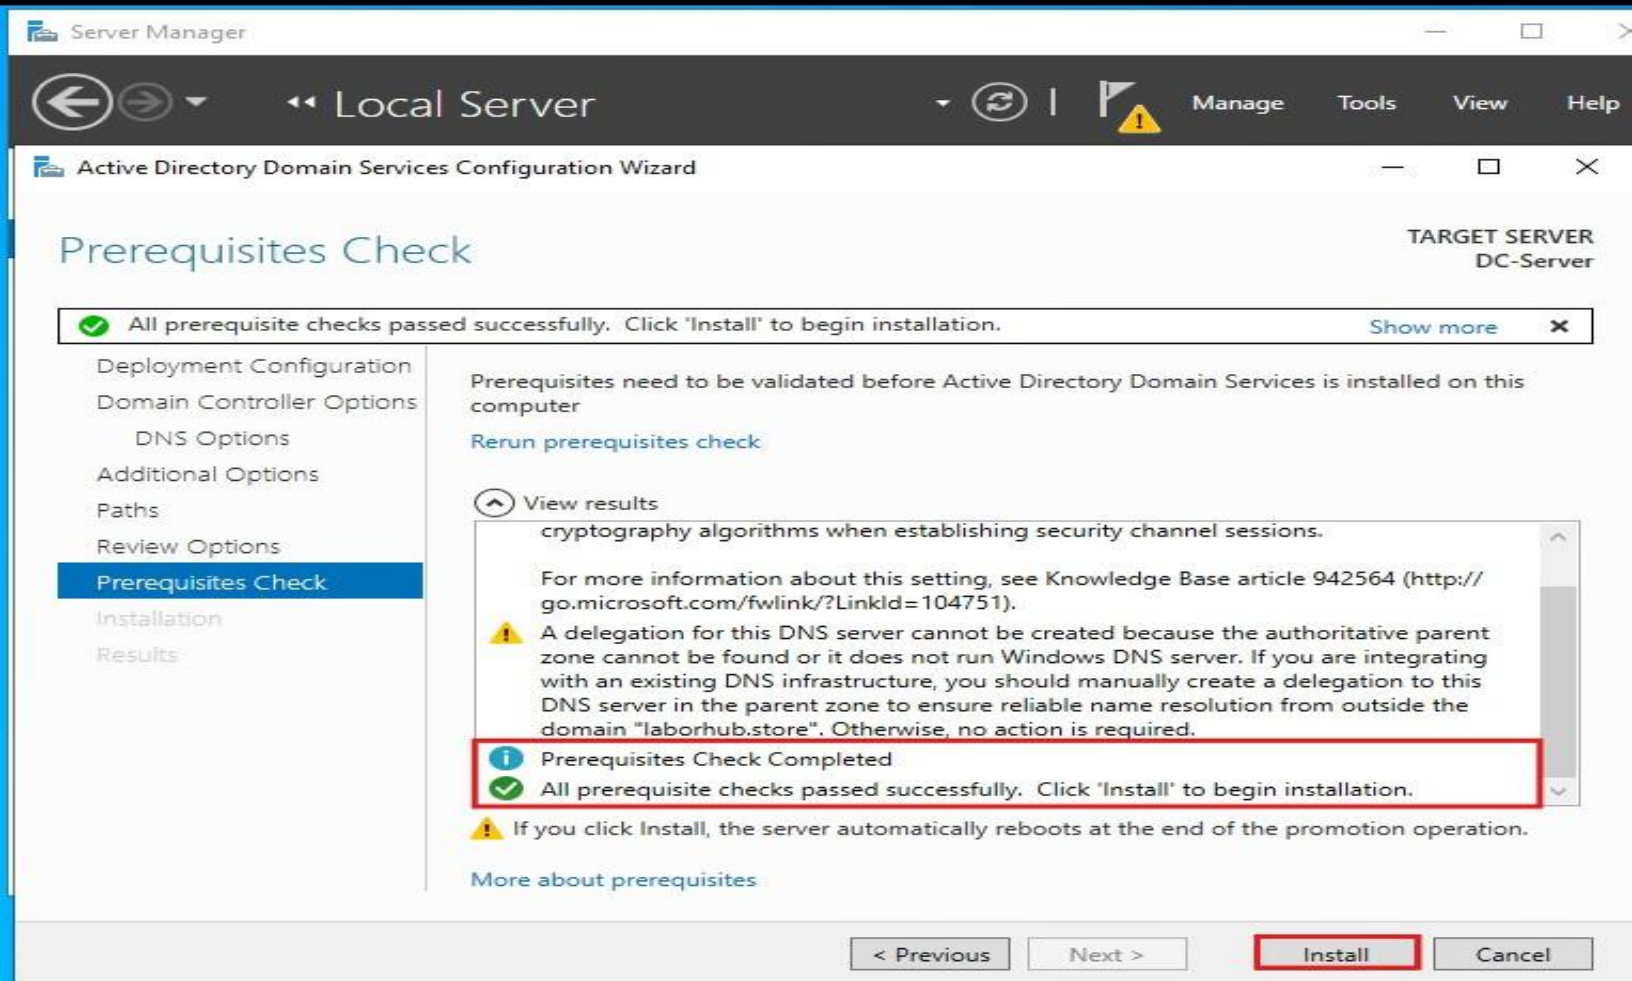 Server Manager
Local Server
Manage Tools View Help
Active Directory Domain Services Configuration Wizard
Prerequisites Check
TARGET SERVER
DC-Server
All prerequisite checks passed successfully. Click 'Install' to begin installation.
Show more
Deployment Configuration
Domain Controller Options
DNS Options
Additional Options
Paths
Review Options
Prerequisites Check
Installation
Results
Prerequisites need to be validated before Active Directory Domain Services is installed on this
computer
Rerun prerequisites check
View results
cryptography algorithms when establishing security channel sessions.
For more information about this setting, see Knowledge Base article 942564 (http://
go.microsoft.com/fwlink/?LinkId=104751).
A delegation for this DNS server cannot be created because the authoritative parent
zone cannot be found or it does not run Windows DNS server. If you are integrating
with an existing DNS infrastructure, you should manually create a delegation to this
DNS server in the parent zone to ensure reliable name resolution from outside the
domain "laborhub.store". Otherwise, no action is required.
Prerequisites Check Completed
All prerequisite checks passed successfully. Click 'Install' to begin installation.
If you click Install, the server automatically reboots at the end of the promotion operation.
More about prerequisites
< Previous
Next >
Install
Cancel